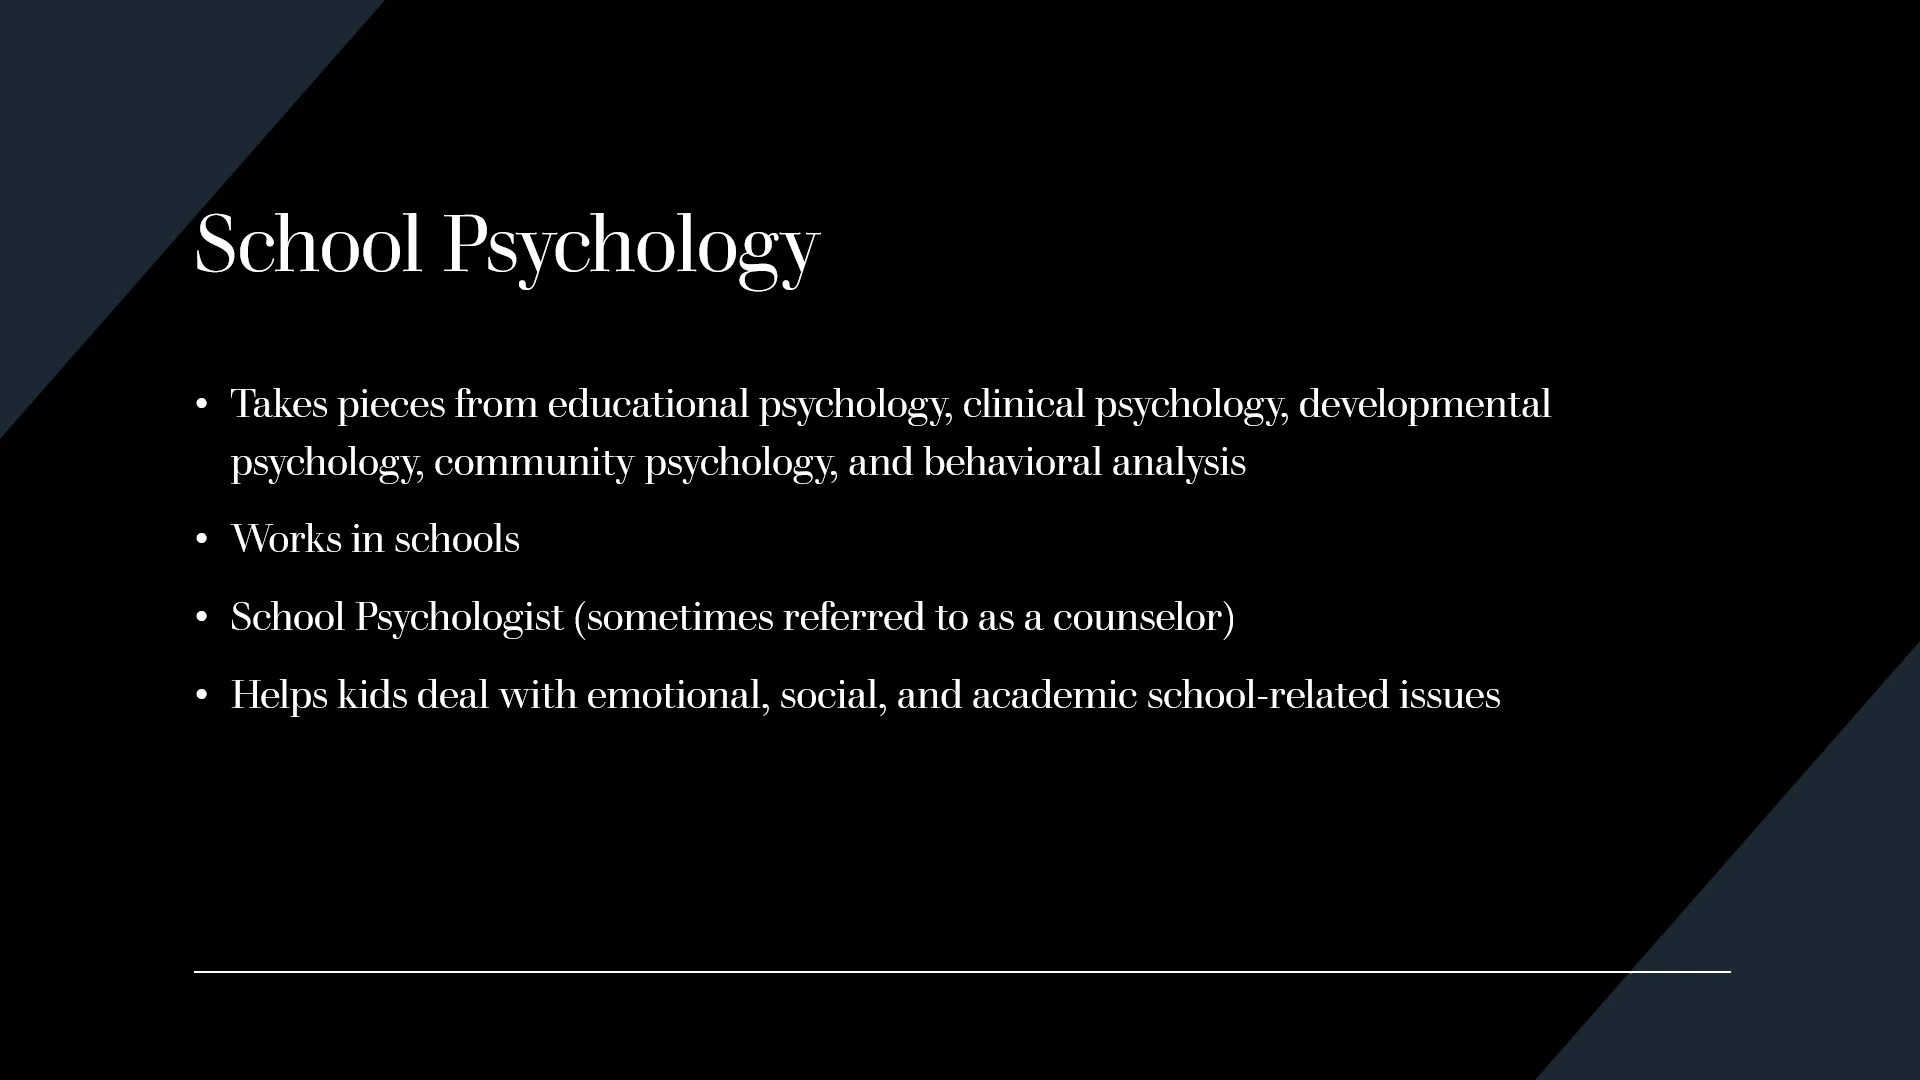 School Psychology
• Takes pieces from educational psychology, clinical psychology, developmental
psychology, community psychology, and behavioral analysis
• Works in schools
• School Psychologist (sometimes referred to as a counselor)
• Helps kids deal with emotional, social, and academic school-related issues